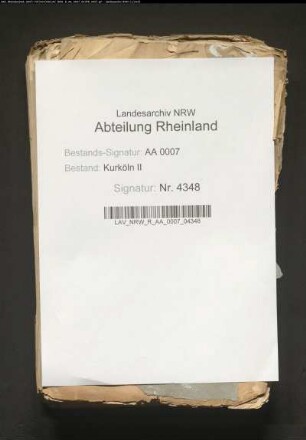 Landesarchiv NRW
Abteilung Rheinland
Bestands-Signatur: AA 0007
Bestand: Kurköln II
Signatur: Nr. 4348
LAV_NRW_R_AA_0007_04348